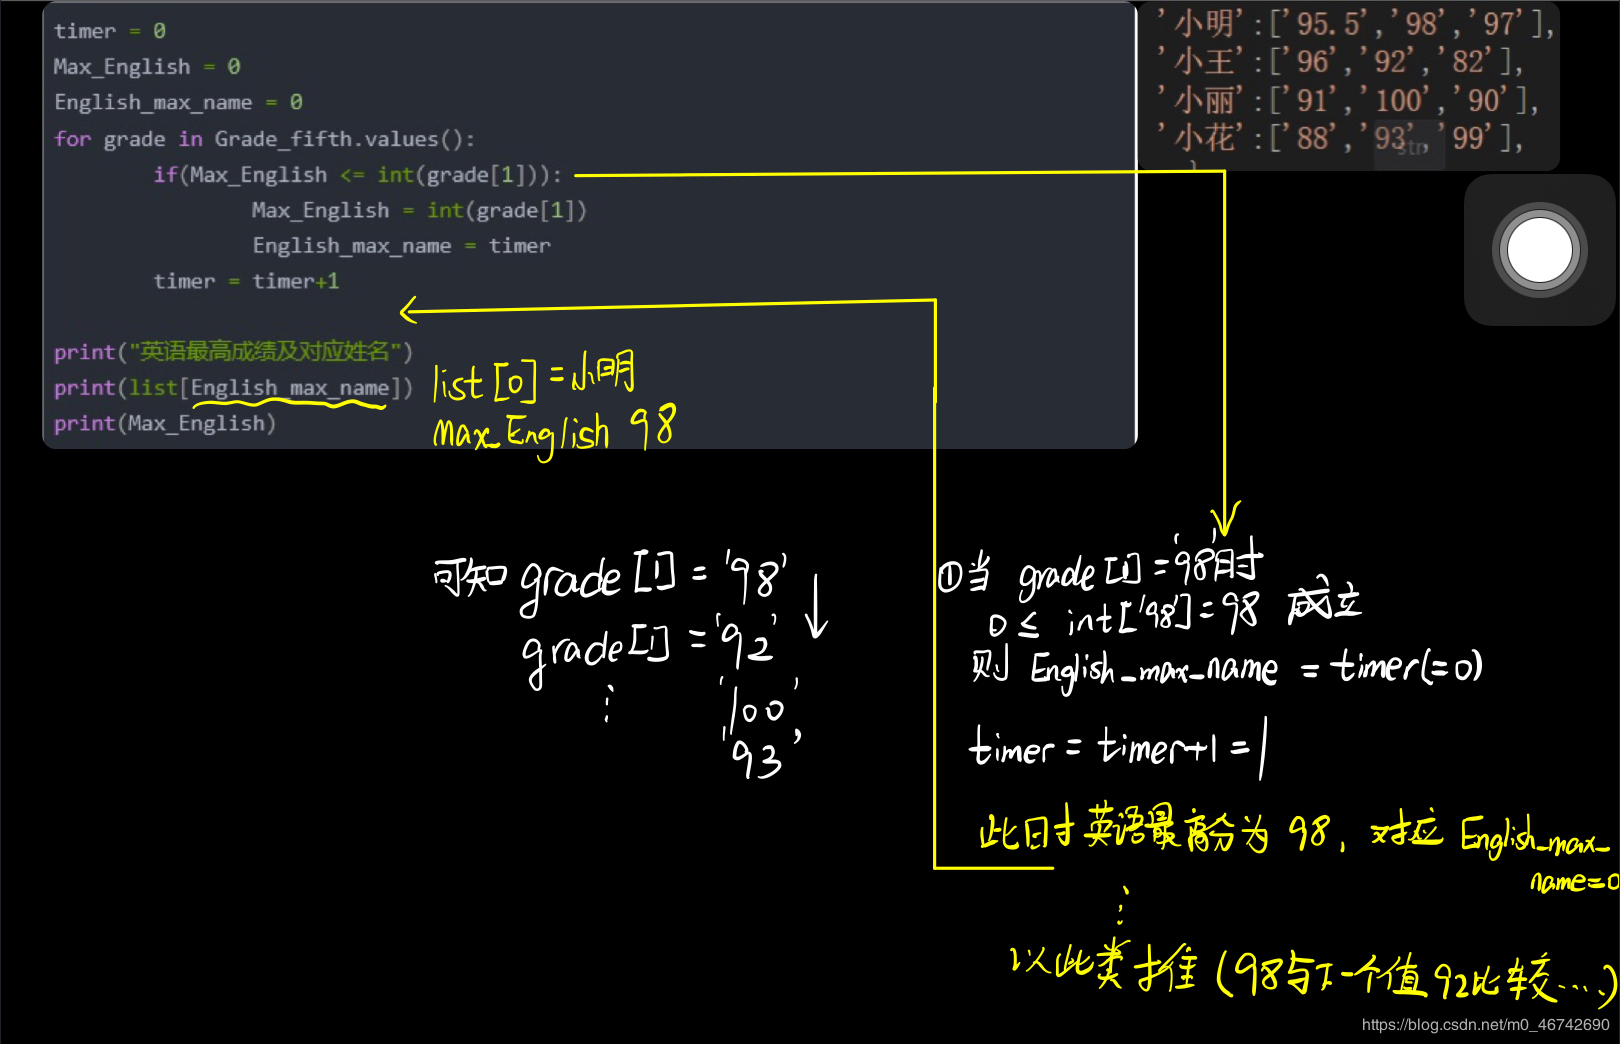 timer = 0
Max_English = 0
English_max_name = 0
for grade in Grade_fifth.values():
if(Max_English <= int(grade[1])):
Max_English = int(grade[1])
English_max_name = timer
timer = timer+1
print("英语最高成绩及对应姓名")
print(list[English_max_name])
print(Max_English)
'小明':['95.5','98','97'],
'小王':['96','92','82'],
'小丽':['91','100','90'],
'小花':['88','93','99'],
str
}
list[0]=小明
Max_English 98
可知 grade[1]='98'
grade[1]='92'
⋮ '100'
'93'
①当 grade[1]='98'时
0≤ int['98']=98 成立
则 English_max_name = timer(=0)
timer = timer+1=1
此时英语最高分为 98, 对应 English_max_
name=0
⋮
以此类推(98与下一个值92比较....)
https://blog.csdn.net/m0_46742690